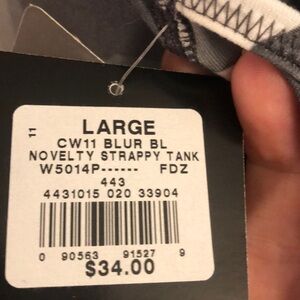 11
LARGE
CW11 BLUR BL
NOVELTY STRAPPY TANK
W5014P------ FDZ
443
4431015 020 33904
0 90563 91527 9
$34.00